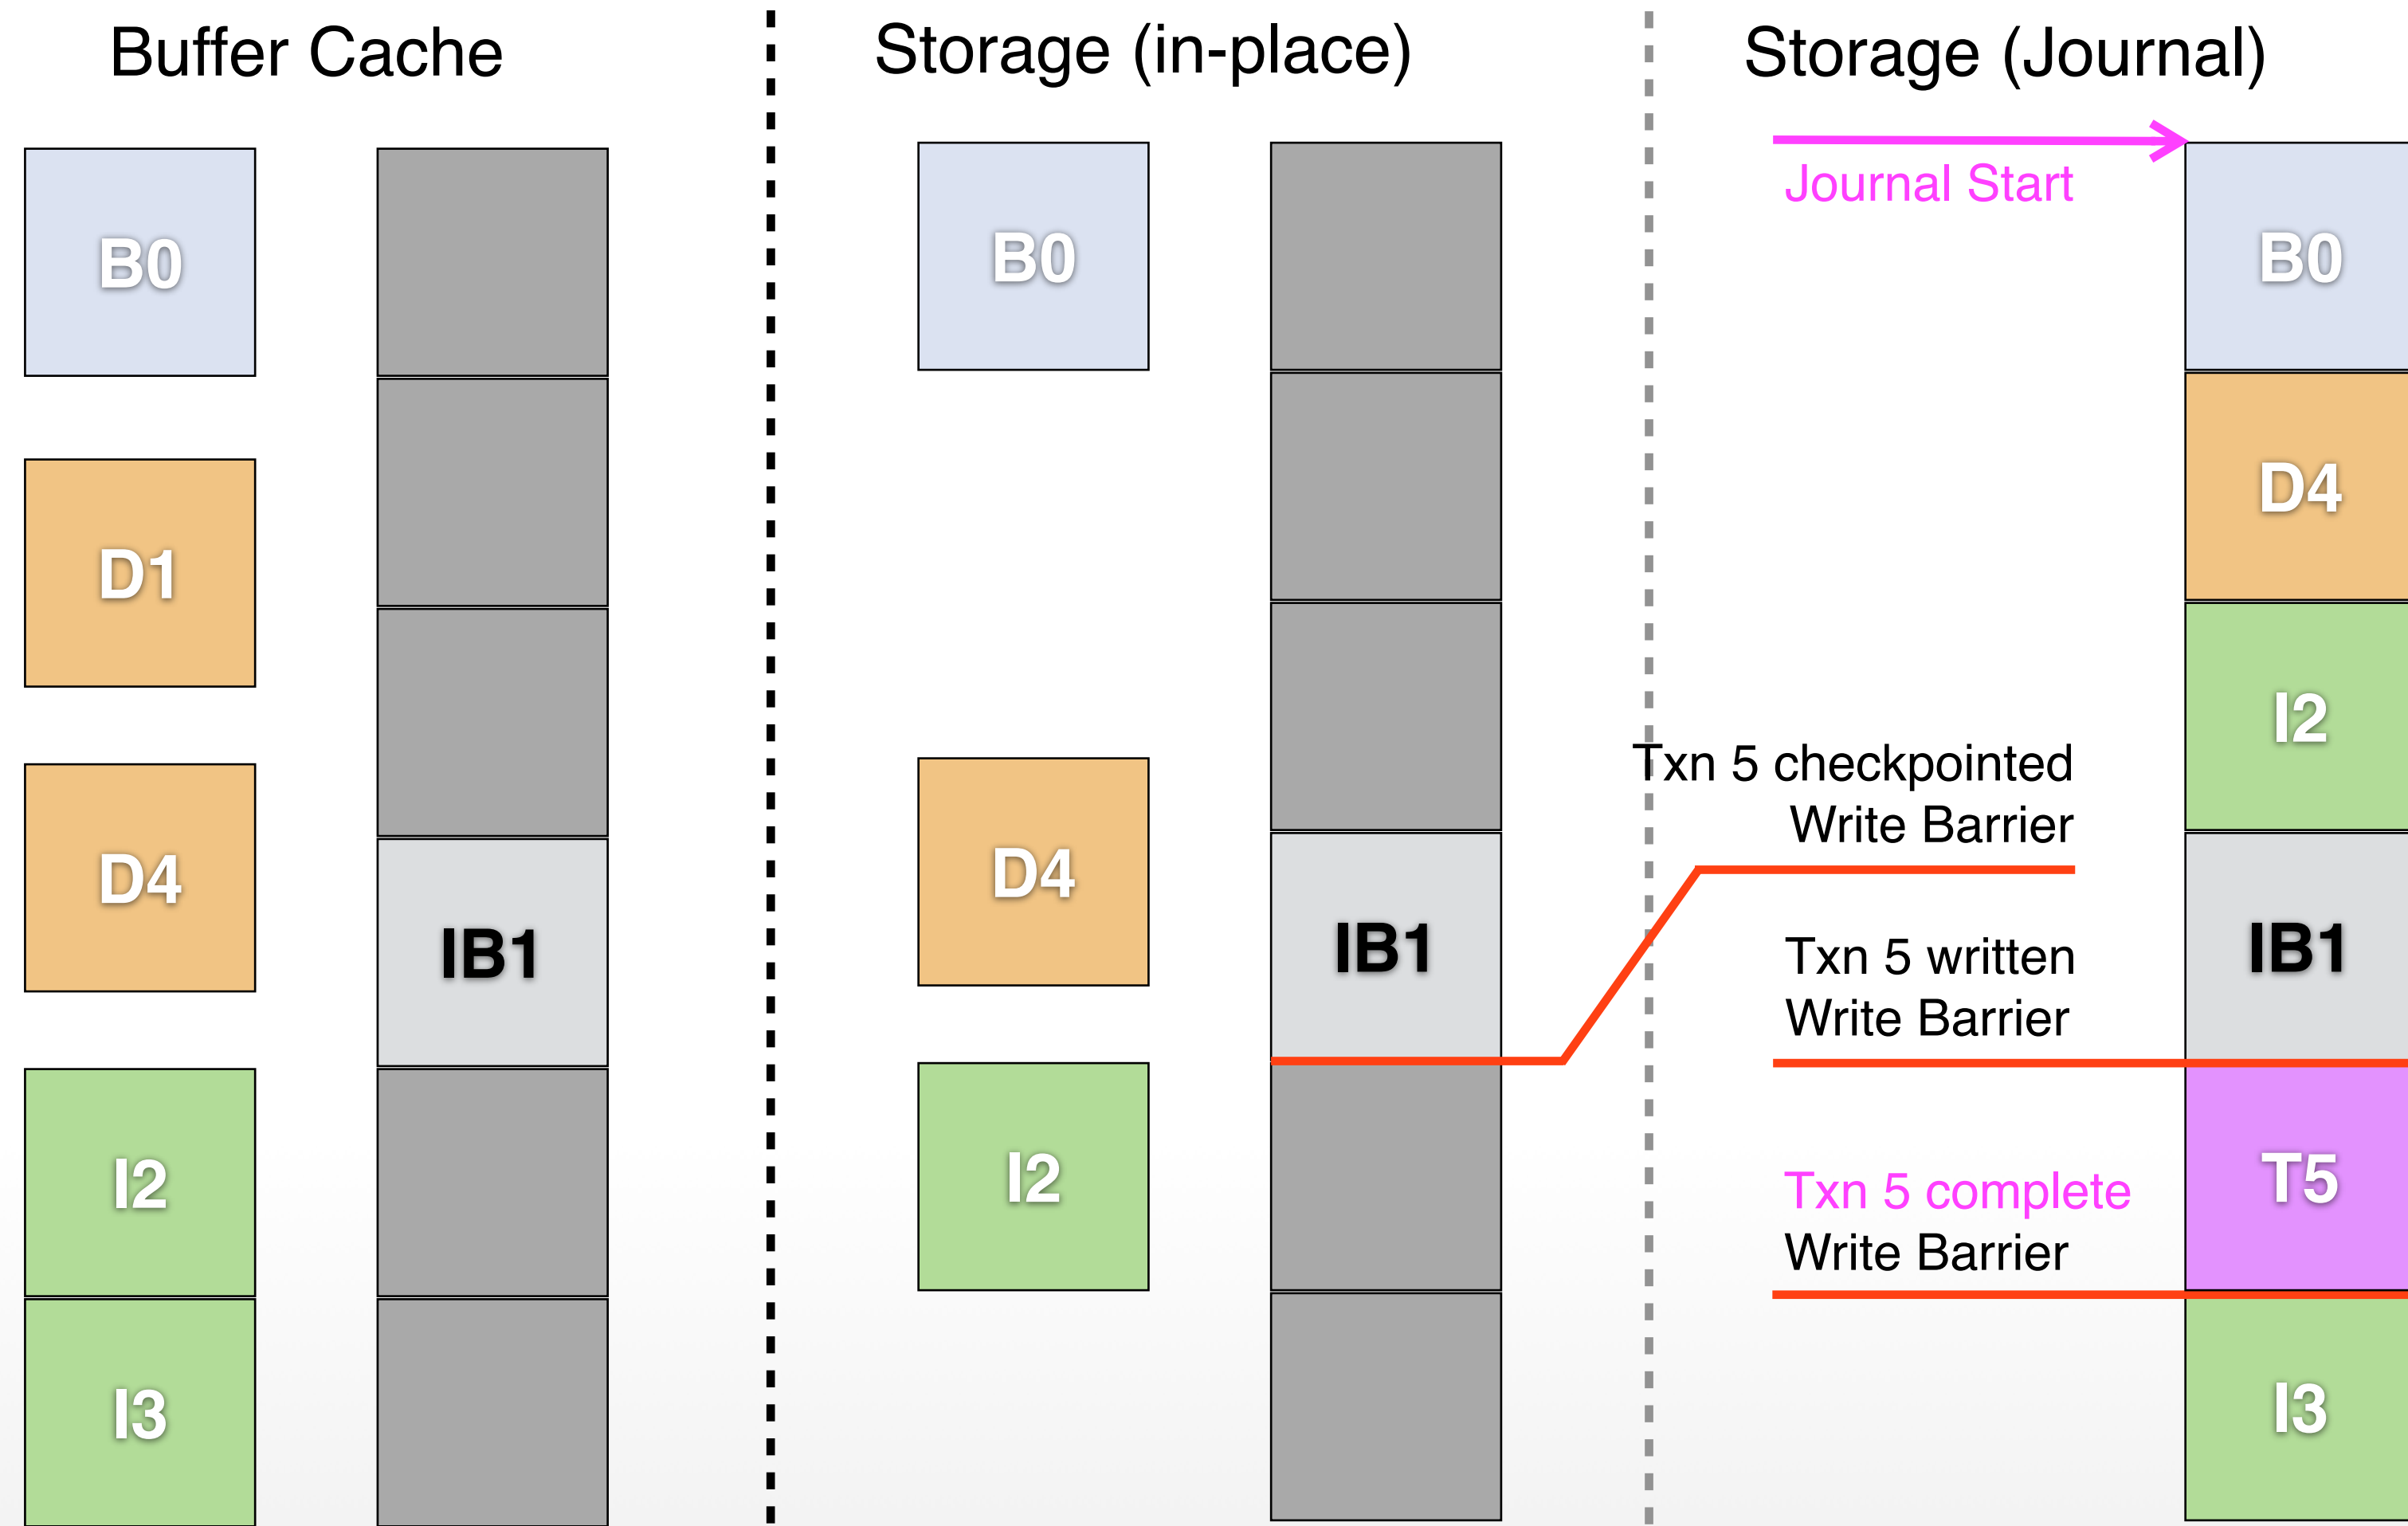 Buffer Cache
B0
D1
D4
IB1
I2
I3
Storage (in-place)
B0
D4
IB1
I2
Storage (Journal)
Journal Start
B0
D4
I2
Txn 5 checkpointed
Write Barrier
IB1
Txn 5 written
Write Barrier
T5
Txn 5 complete
Write Barrier
I3